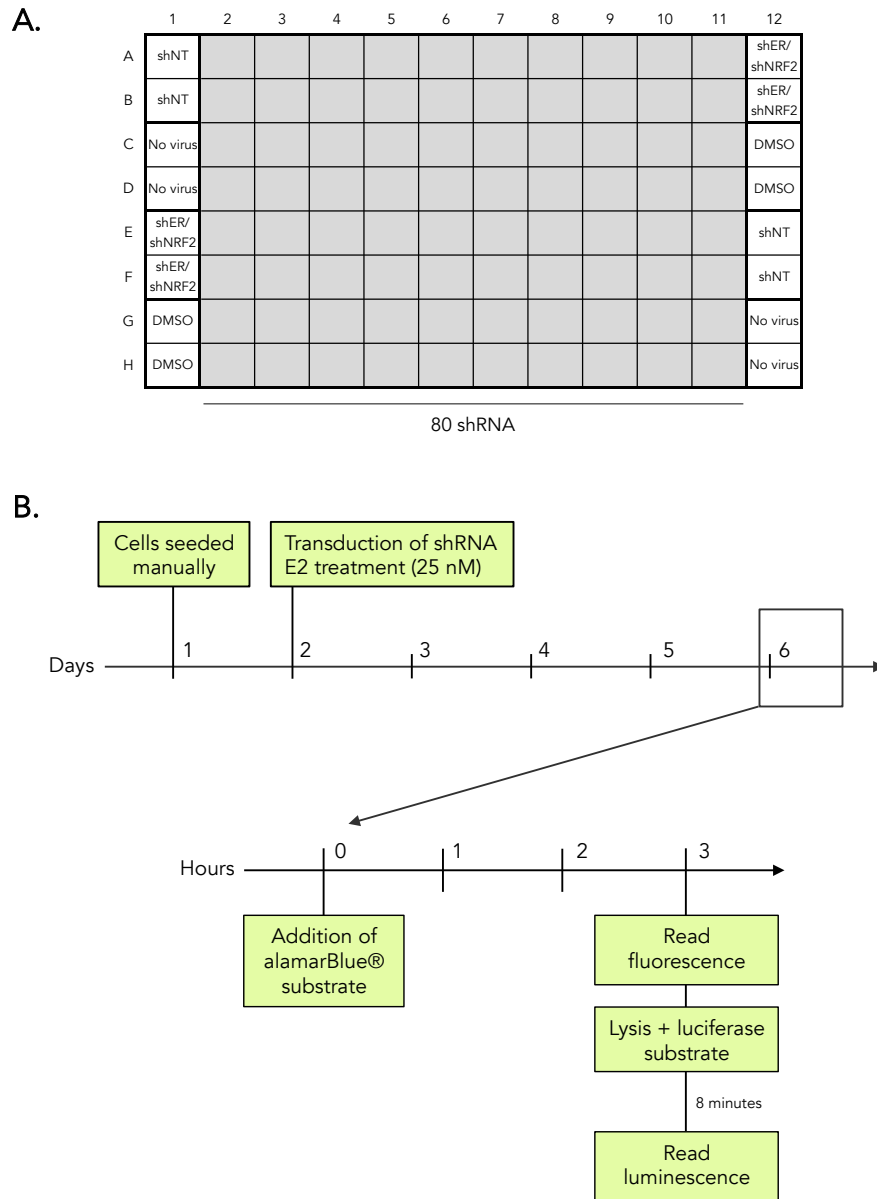 A.
1 2 3 4 5 6 7 8 9 10 11 12
A shNT shER/
shNRF2
B shNT shER/
shNRF2
C No virus DMSO
D No virus DMSO
E shER/
shNRF2 shNT
F shER/
shNRF2 shNT
G DMSO No virus
H DMSO No virus
80 shRNA
B.
Cells seeded
manually
Transduction of shRNA
E2 treatment (25 nM)
Days 1 2 3 4 5 6
Hours 0 1 2 3
Addition of
alamarBlue®
substrate
Read
fluorescence
Lysis + luciferase
substrate
8 minutes
Read
luminescence